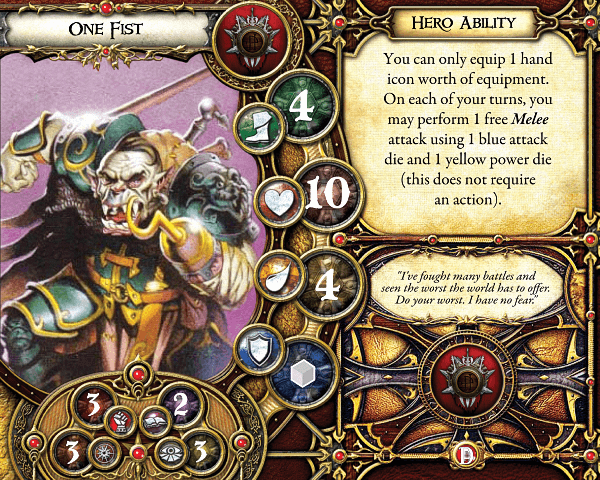 One Fist
4
10
4
3
2
3
3
Hero Ability
You can only equip 1 hand
icon worth of equipment.
On each of your turns, you
may perform 1 free Melee
attack using 1 blue attack
die and 1 yellow power die
(this does not require
an action).
"I've fought many battles and
seen the worst the world has to offer.
Do your worst. I have no fear."
D